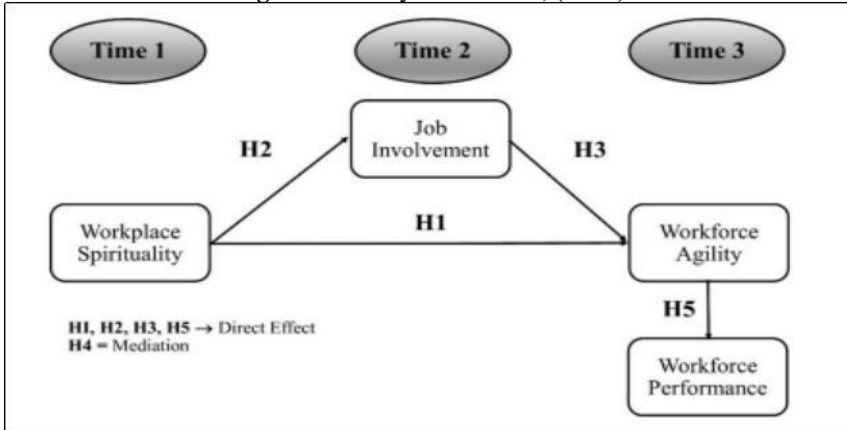 Time 1
Time 2
Time 3
Job
Involvement
H2
H3
H1
Workplace
Spirituality
Workforce
Agility
H1, H2, H3, H5 → Direct Effect
H4 = Mediation
H5
Workforce
Performance